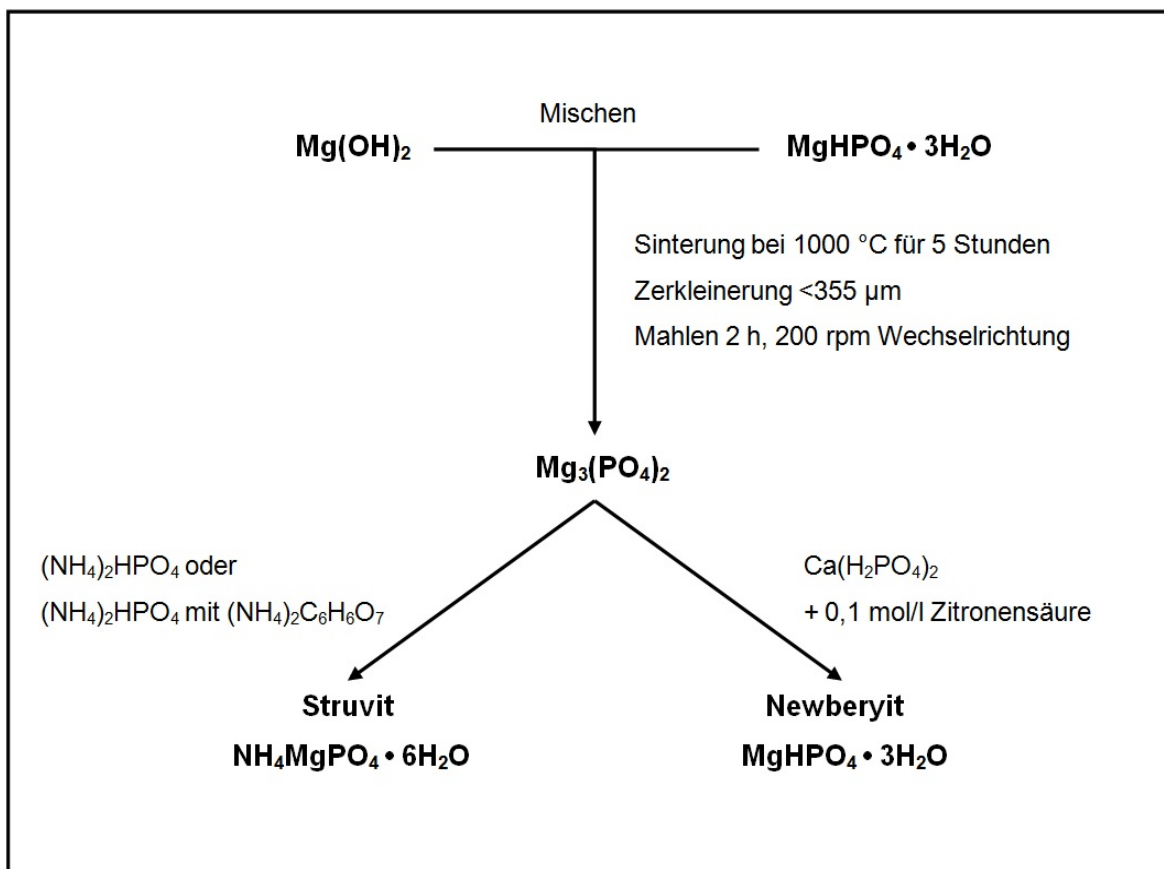 Mischen
Mg(OH)₂
MgHPO₄ • 3H₂O
Sinterung bei 1000 °C für 5 Stunden
Zerkleinerung <355 µm
Mahlen 2 h, 200 rpm Wechselrichtung
Mg₃(PO₄)₂
(NH₄)₂HPO₄ oder
(NH₄)₂HPO₄ mit (NH₄)₂C₆H₆O₇
Ca(H₂PO₄)₂
+ 0,1 mol/l Zitronensäure
Struvit
NH₄MgPO₄ • 6H₂O
Newberyit
MgHPO₄ • 3H₂O